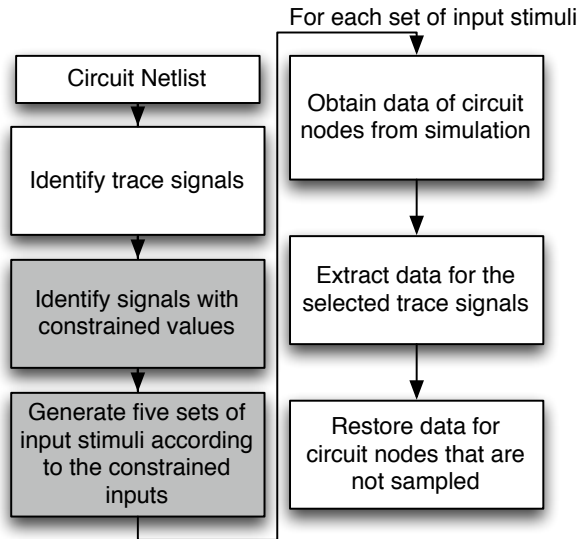 Circuit Netlist
Identify trace signals
Identify signals with
constrained values
Generate five sets of
input stimuli according
to the constrained
inputs
For each set of input stimuli
Obtain data of circuit
nodes from simulation
Extract data for the
selected trace signals
Restore data for
circuit nodes that are
not sampled